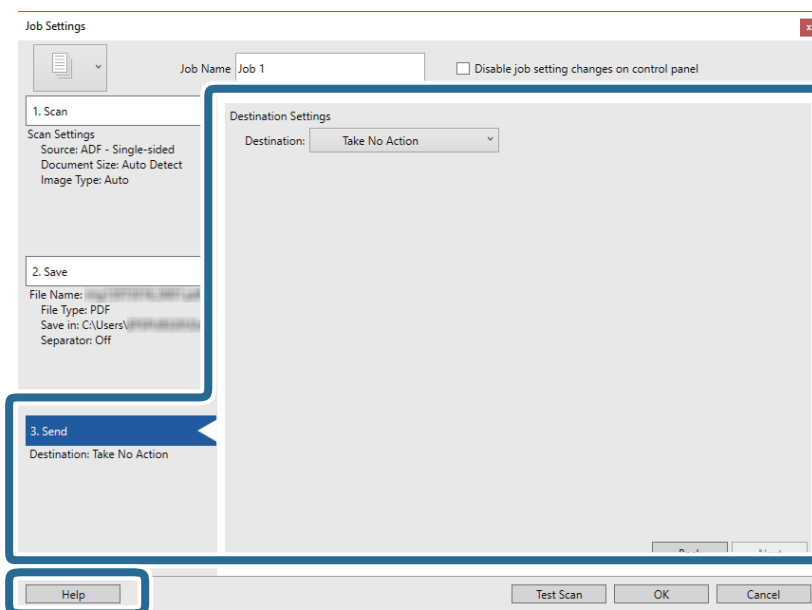 Job Settings
Job Name Job 1
Disable job setting changes on control panel
1. Scan
Scan Settings
Source: ADF - Single-sided
Document Size: Auto Detect
Image Type: Auto
2. Save
File Name:
File Type: PDF
Save in: C:\Users\
Separator: Off
3. Send
Destination: Take No Action
Destination Settings
Destination: Take No Action
Help
Test Scan
OK
Cancel